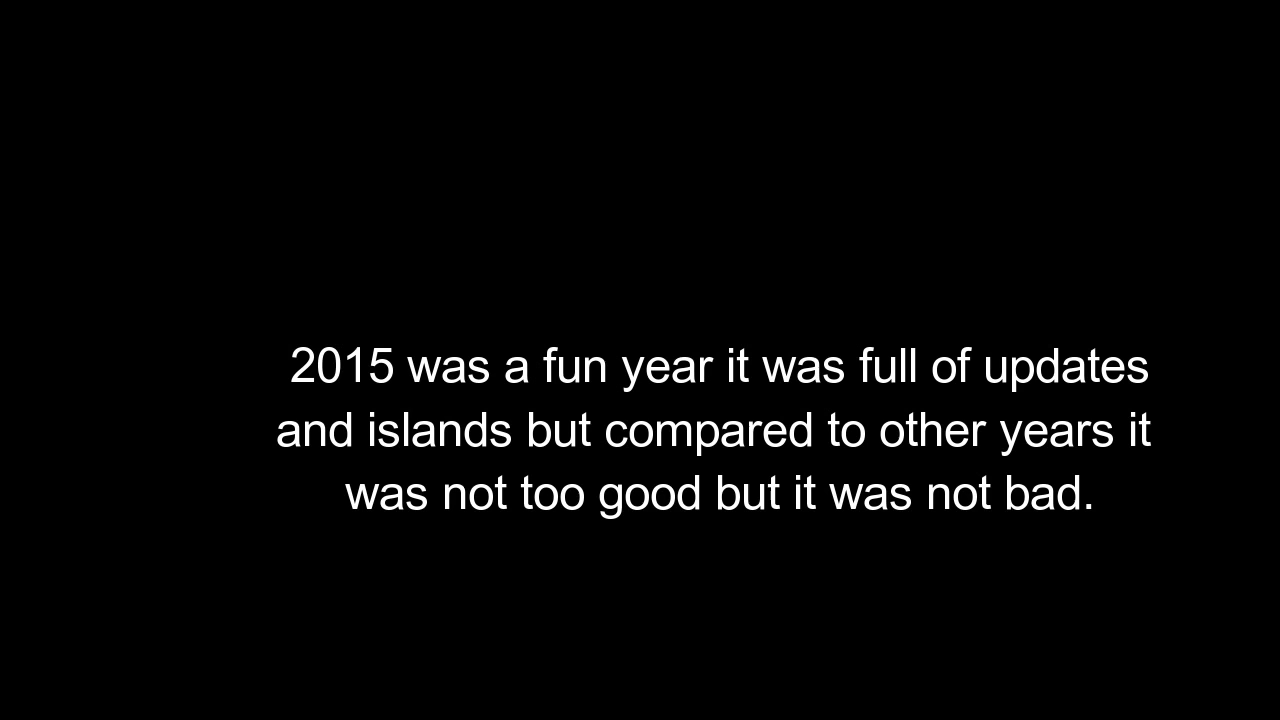 2015 was a fun year it was full of updates
and islands but compared to other years it
was not too good but it was not bad.